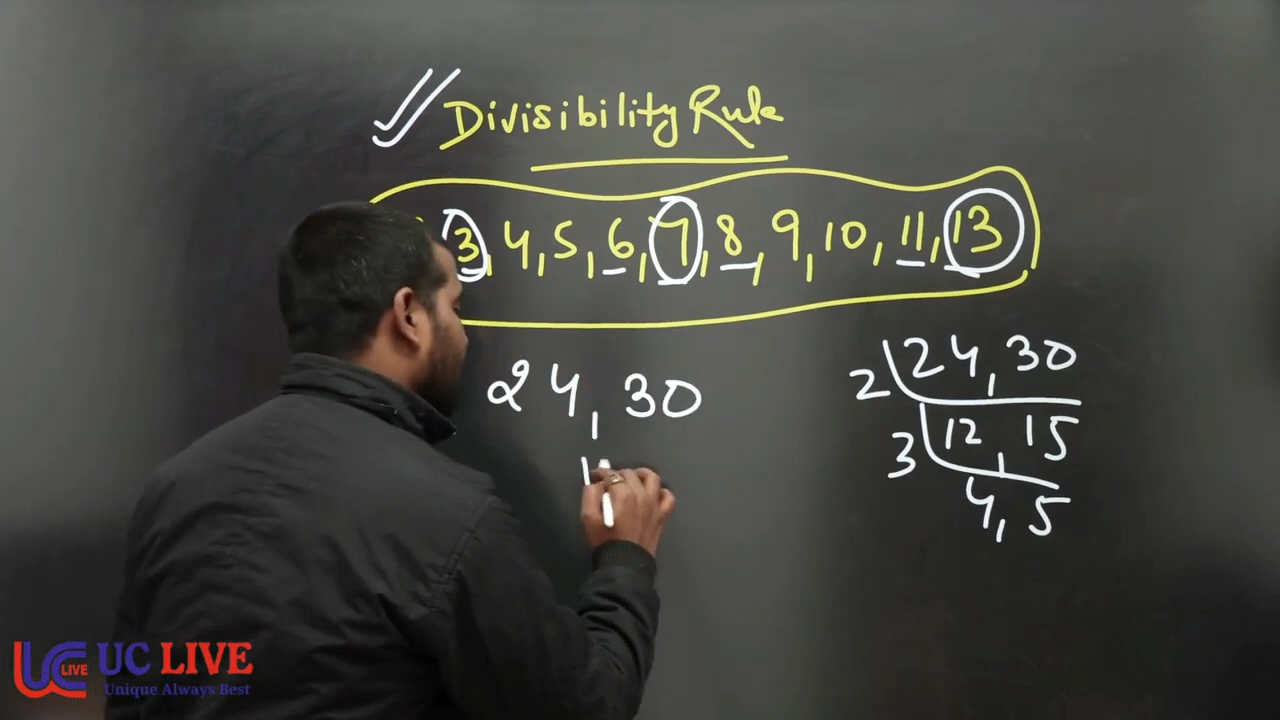 Divisibility Rule
3, 4, 5, 6, 7, 8, 9, 10, 11, 13
24, 30
2 24, 30
3 12, 15
4, 5
UC LIVE
LIVE
Unique Always Best